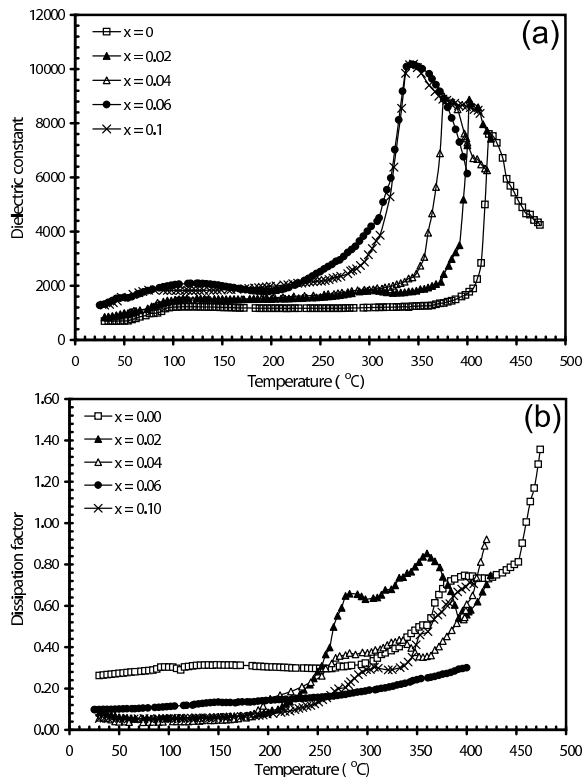 12000
10000
8000
6000
4000
2000
0
Dielectric constant
(a)
x = 0
x = 0.02
x = 0.04
x = 0.06
x = 0.1
0 50 100 150 200 250 300 350 400 450 500
Temperature ( °C)
1.60
1.40
1.20
1.00
0.80
0.60
0.40
0.20
0.00
Dissipation factor
(b)
x = 0.00
x = 0.02
x = 0.04
x = 0.06
x = 0.10
0 50 100 150 200 250 300 350 400 450 500
Temperature ( °C)